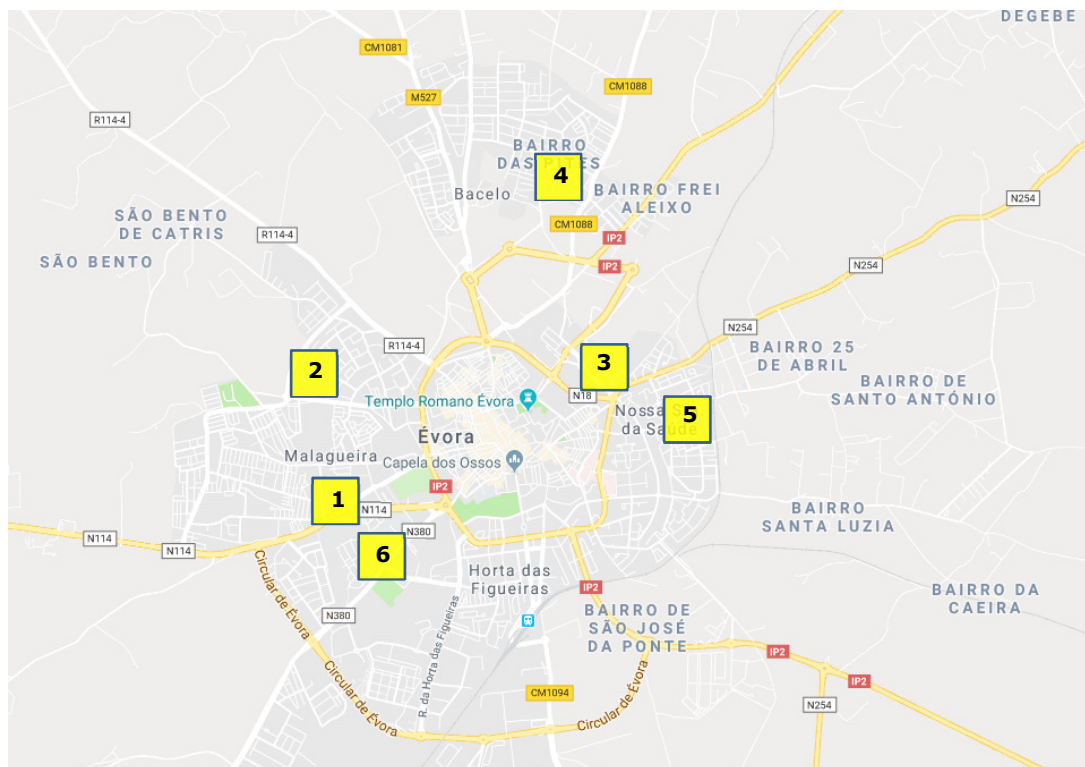 DEGEBE
CM1081
CM1088
M527
R114-4
BAIRRO
DAS PITES
4
Bacelo
BAIRRO FREI
ALEIXO
N254
SÃO BENTO
DE CATRIS
CM1088
R114-4
IP2
SÃO BENTO
IP2
N254
N254
R114-4
BAIRRO 25
DE ABRIL
2
3
BAIRRO DE
SANTO ANTÓNIO
Templo Romano Évora
N18
Nossa S
da Saúde
5
Évora
Malagueira
Capela dos Ossos
IP2
1
N114
BAIRRO
SANTA LUZIA
N114
N114
N380
6
Horta das
Figueiras
Circular de Évora
IP2
BAIRRO DA
CAEIRA
N380
R. da Horta das Figueiras
BAIRRO DE
SÃO JOSÉ
DA PONTE
IP2
IP2
Circular de Évora
CM1094
Circular de Évora
N254